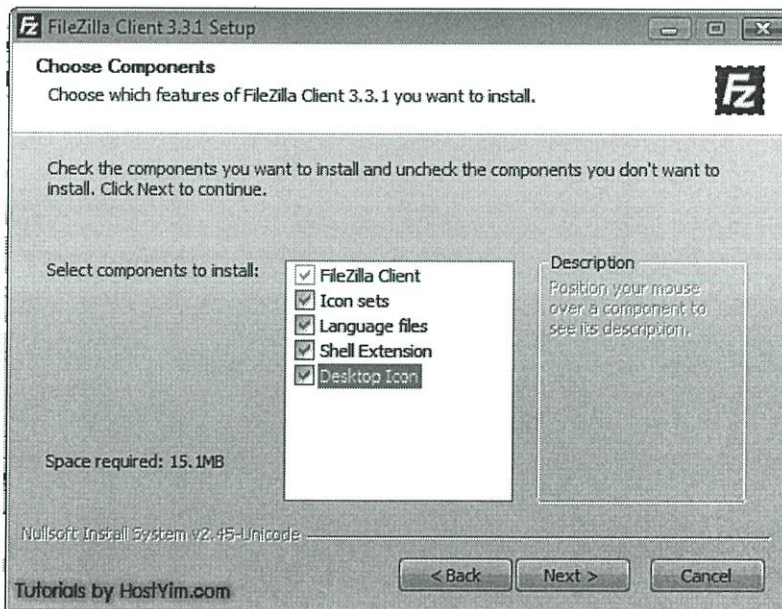 FileZilla Client 3.3.1 Setup
Choose Components
Choose which features of FileZilla Client 3.3.1 you want to install.
Fz
Check the components you want to install and uncheck the components you don't want to
install. Click Next to continue.
Select components to install:
FileZilla Client
Icon sets
Language files
Shell Extension
Desktop Icon
Description
Position your mouse
over a component to
see its description.
Space required: 15.1MB
Nullsoft Install System v2.45-Unicode
< Back
Next >
Cancel
Tutorials by HostYim.com